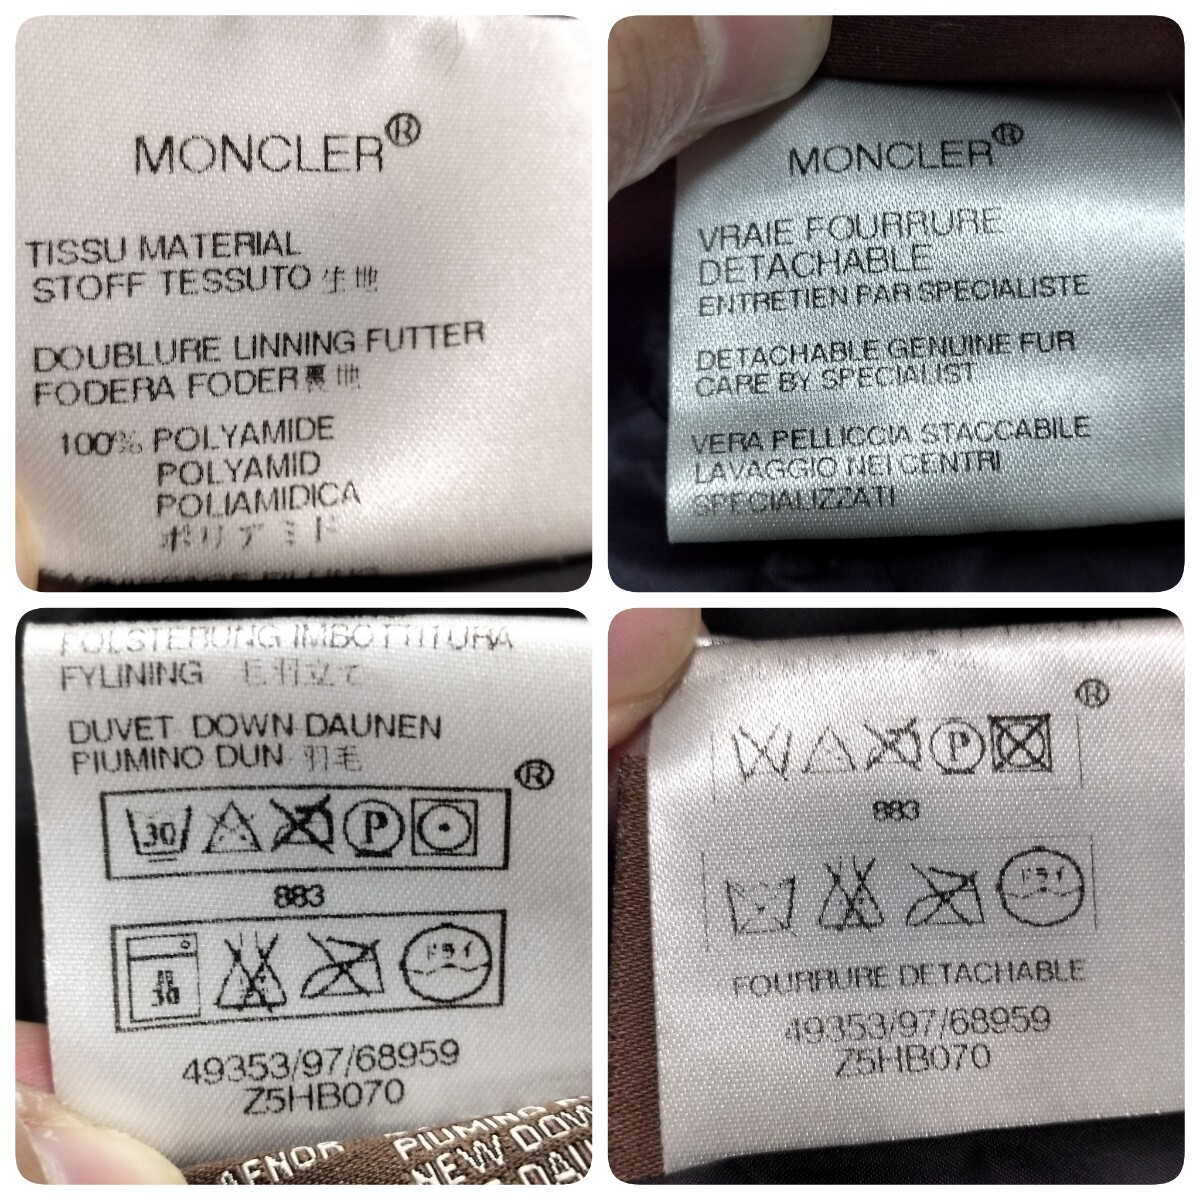 MONCLER®
TISSU MATERIAL
STOFF TESSUTO 生地
DOUBLURE LINNING FUTTER
FODERA FODER 裏地
100% POLYAMIDE
POLYAMID
POLIAMIDICA
ポリアミド
MONCLER®
VRAIE FOURRURE
DETACHABLE
ENTRETIEN PAR SPECIALISTE
DETACHABLE GENUINE FUR
CARE BY SPECIALIST
VERA PELLICCIA STACCABILE
LAVAGGIO NEI CENTRI
SPECIALIZZATI
POLSTERUNG IMBOTTITURA
FYLINING 毛羽立て
DUVET DOWN DAUNEN
PIUMINO DUN 羽毛
®
30 P
883
30 ドライ
49353/97/68959
Z5HB070
AFNOR PIUMINO
NEW DOWN
®
P
883
ドライ
FOURRURE DETACHABLE
49353/97/68959
Z5HB070